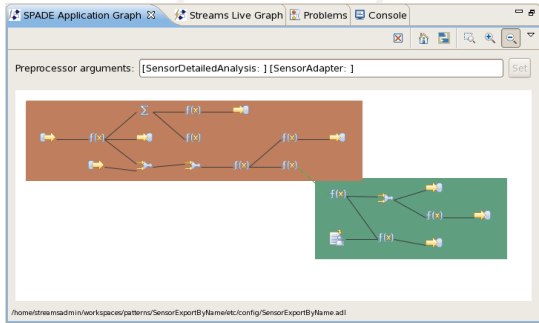 SPADE Application Graph Streams Live Graph Problems Console
Preprocessor arguments: [SensorDetailedAnalysis: ] [SensorAdapter: ] Set
Σ f(x)
f(x) f(x) f(x)
f(x) f(x)
f(x)
f(x)
f(x)
/home/streamsadmin/workspaces/patterns/SensorExportByName/etc/config/SensorExportByName.adl